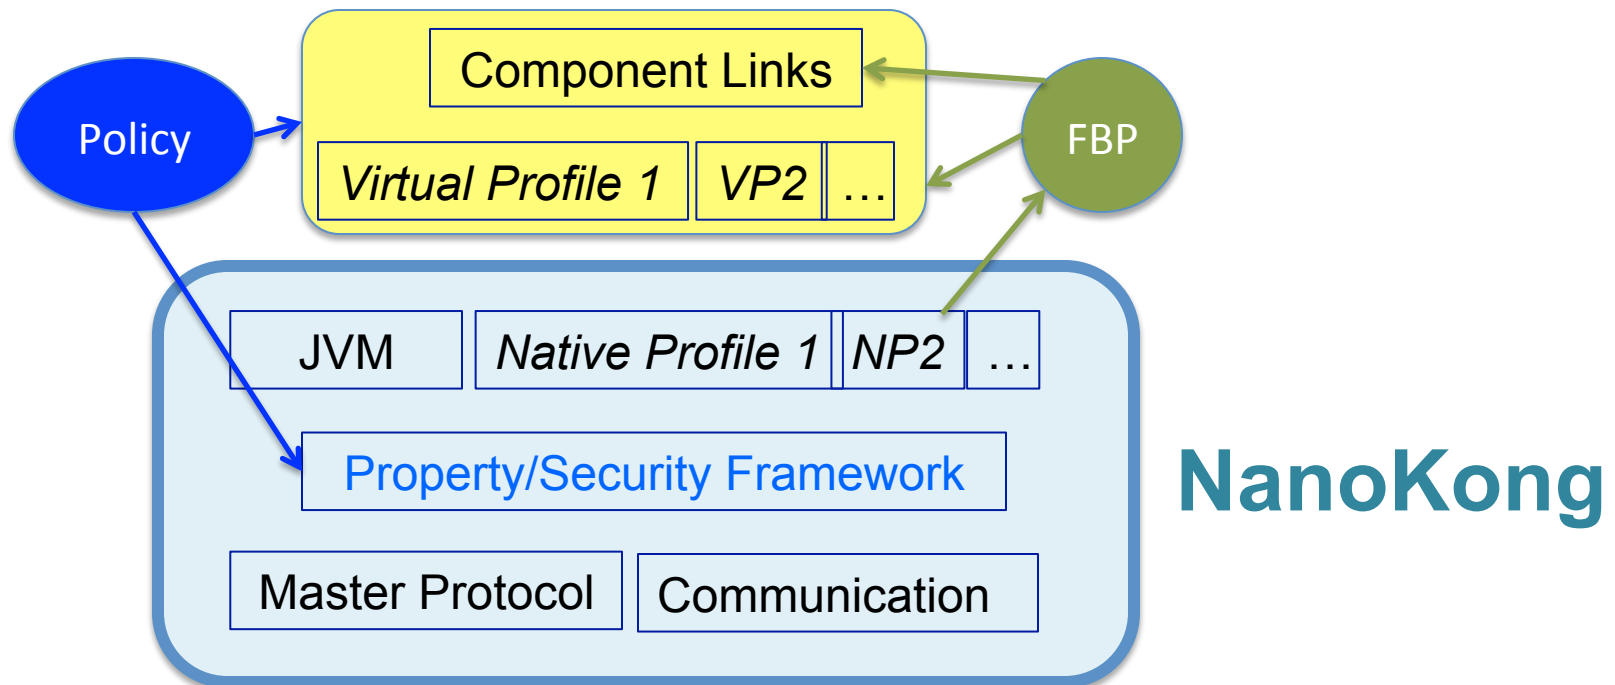 Component Links
Policy
FBP
Virtual Profile 1 VP2 ...
JVM Native Profile 1 NP2 ...
Property/Security Framework
NanoKong
Master Protocol Communication